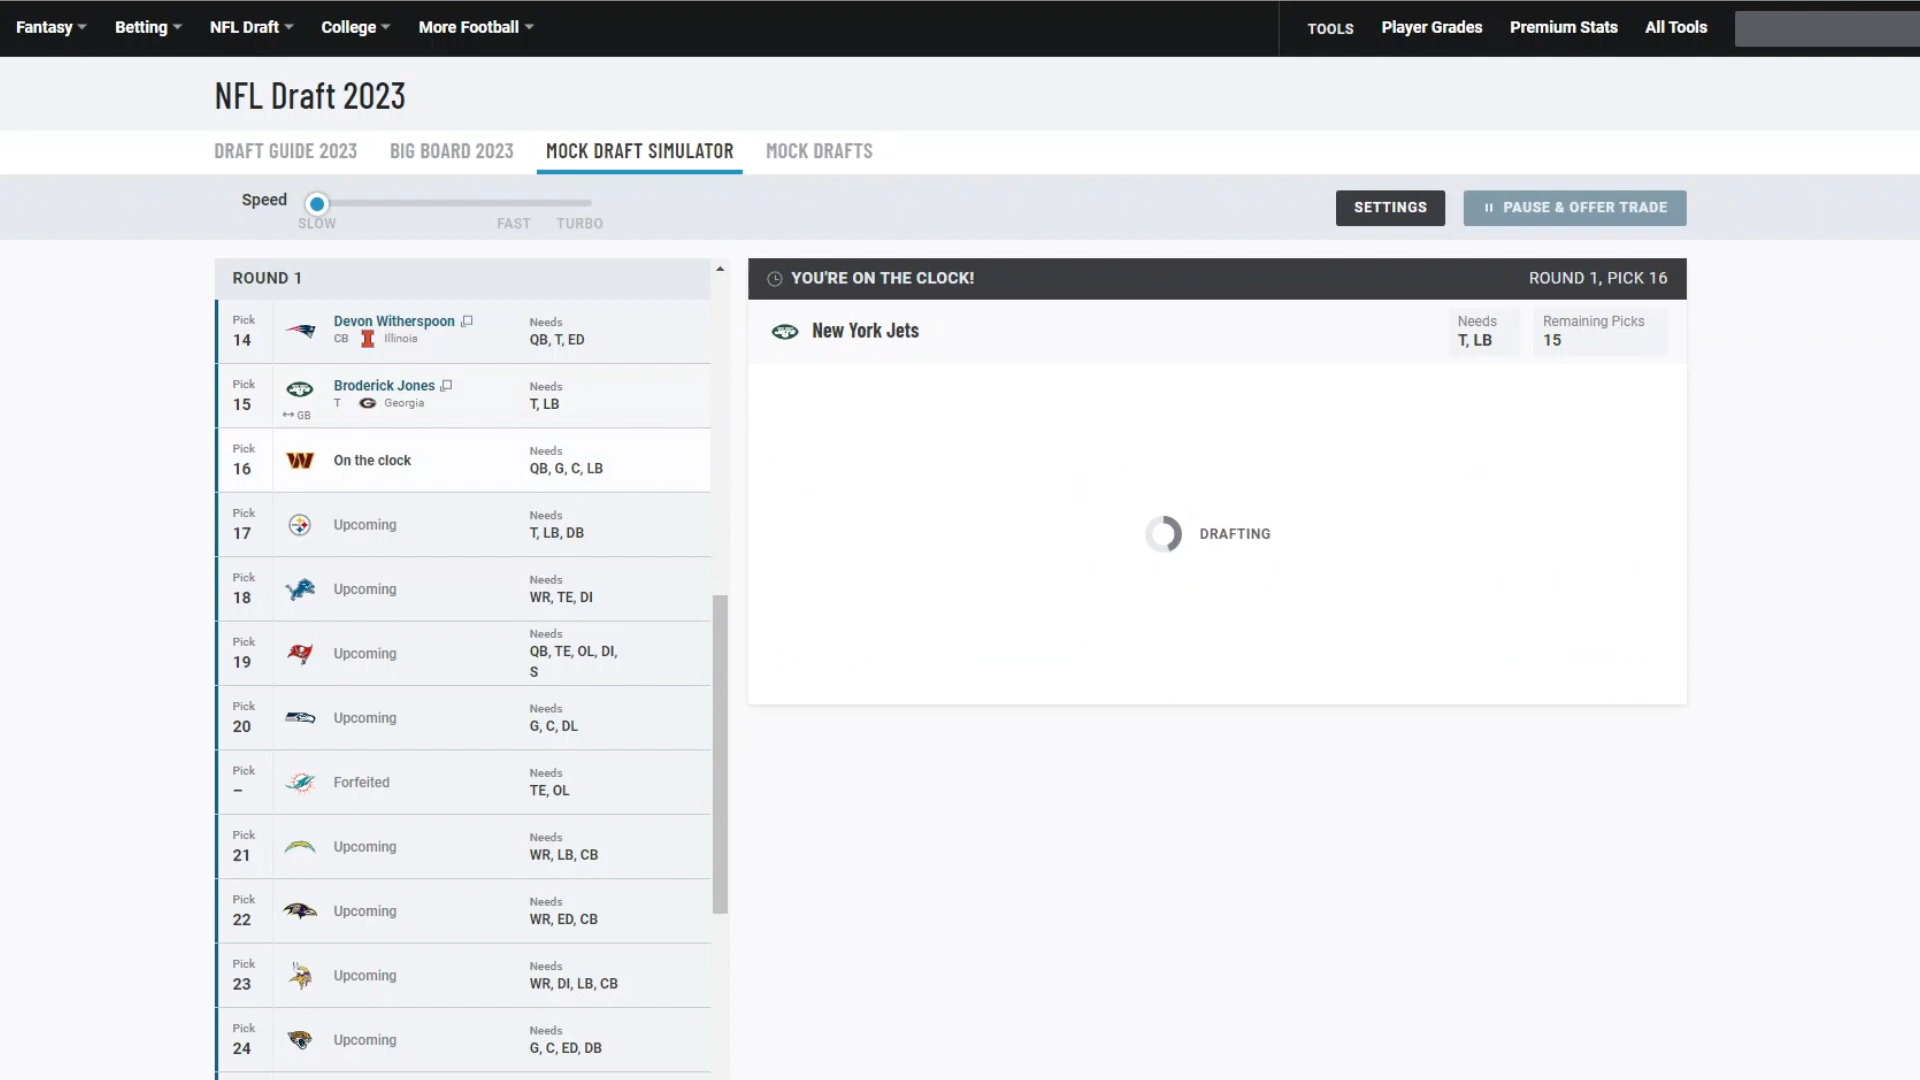 Fantasy
Betting
NFL Draft
College
More Football
TOOLS
Player Grades
Premium Stats
All Tools
NFL Draft 2023
DRAFT GUIDE 2023
BIG BOARD 2023
MOCK DRAFT SIMULATOR
MOCK DRAFTS
Speed
SLOW
FAST
TURBO
SETTINGS
PAUSE & OFFER TRADE
ROUND 1
Pick
14
Devon Witherspoon
CB
Illinois
Needs
QB, T, ED
Pick
15
GB
Broderick Jones
T
Georgia
Needs
T, LB
Pick
16
On the clock
Needs
QB, G, C, LB
Pick
17
Upcoming
Needs
T, LB, DB
Pick
18
Upcoming
Needs
WR, TE, DI
Pick
19
Upcoming
Needs
QB, TE, OL, DI,
S
Pick
20
Upcoming
Needs
G, C, DL
Pick
–
Forfeited
Needs
TE, OL
Pick
21
Upcoming
Needs
WR, LB, CB
Pick
22
Upcoming
Needs
WR, ED, CB
Pick
23
Upcoming
Needs
WR, DI, LB, CB
Pick
24
Upcoming
Needs
G, C, ED, DB
YOU'RE ON THE CLOCK!
ROUND 1, PICK 16
New York Jets
Needs
T, LB
Remaining Picks
15
DRAFTING